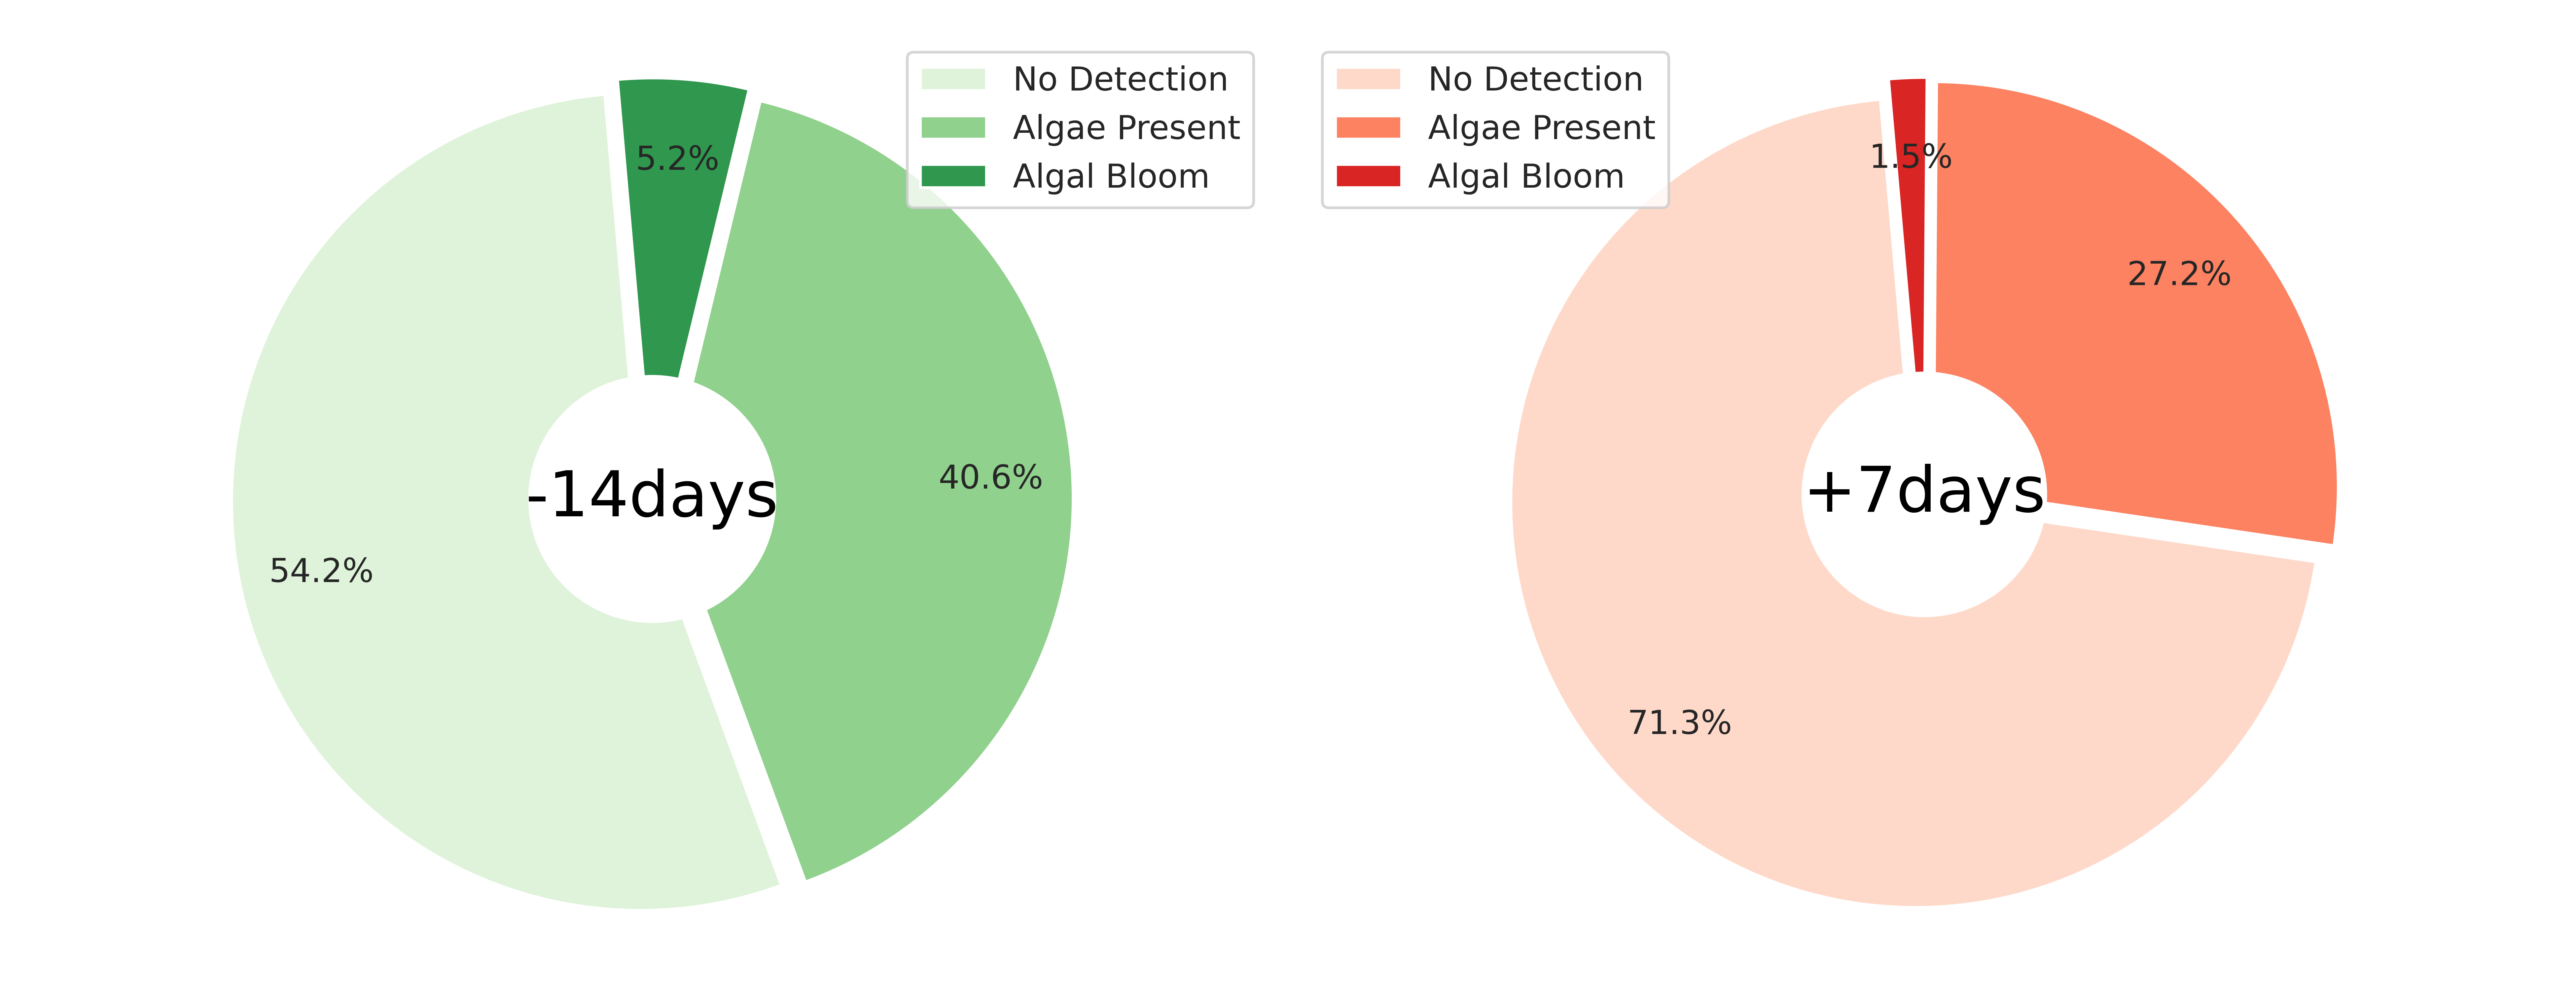 No Detection
Algae Present
Algal Bloom
5.2%
40.6%
-14days
54.2%
No Detection
Algae Present
Algal Bloom
1.5%
27.2%
+7days
71.3%